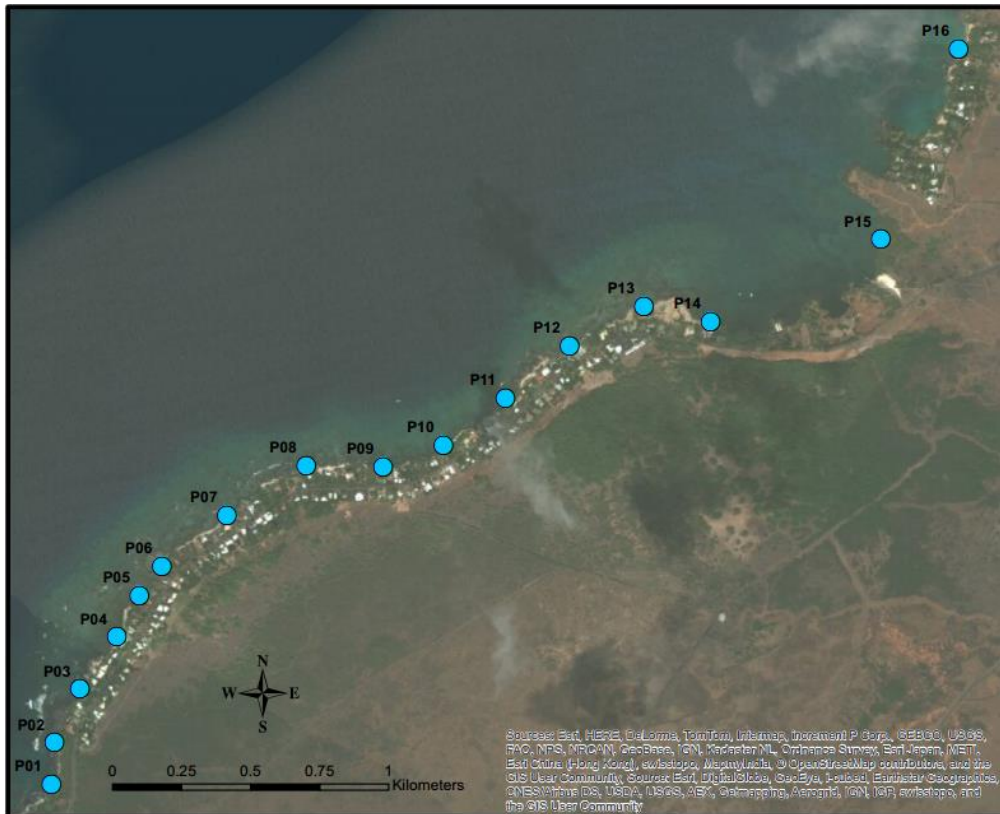 P16
P15
P13
P14
P12
P11
P10
P08
P09
P07
P06
P05
P04
P03
P02
P01
N
W E
S
0 0.25 0.5 0.75 1
Kilometers
Sources: Esri, HERE, DeLorme, TomTom, Intermap, increment P Corp., GEBCO, USGS,
FAO, NPS, NRCAN, GeoBase, IGN, Kadaster NL, Ordnance Survey, Esri Japan, METI,
Esri China (Hong Kong), swisstopo, MapmyIndia, © OpenStreetMap contributors, and the
GIS User Community, Source: Esri, DigitalGlobe, GeoEye, i-cubed, Earthstar Geographics,
CNES/Airbus DS, USDA, USGS, AEX, Getmapping, Aerogrid, IGN, IGP, swisstopo, and
the GIS User Community